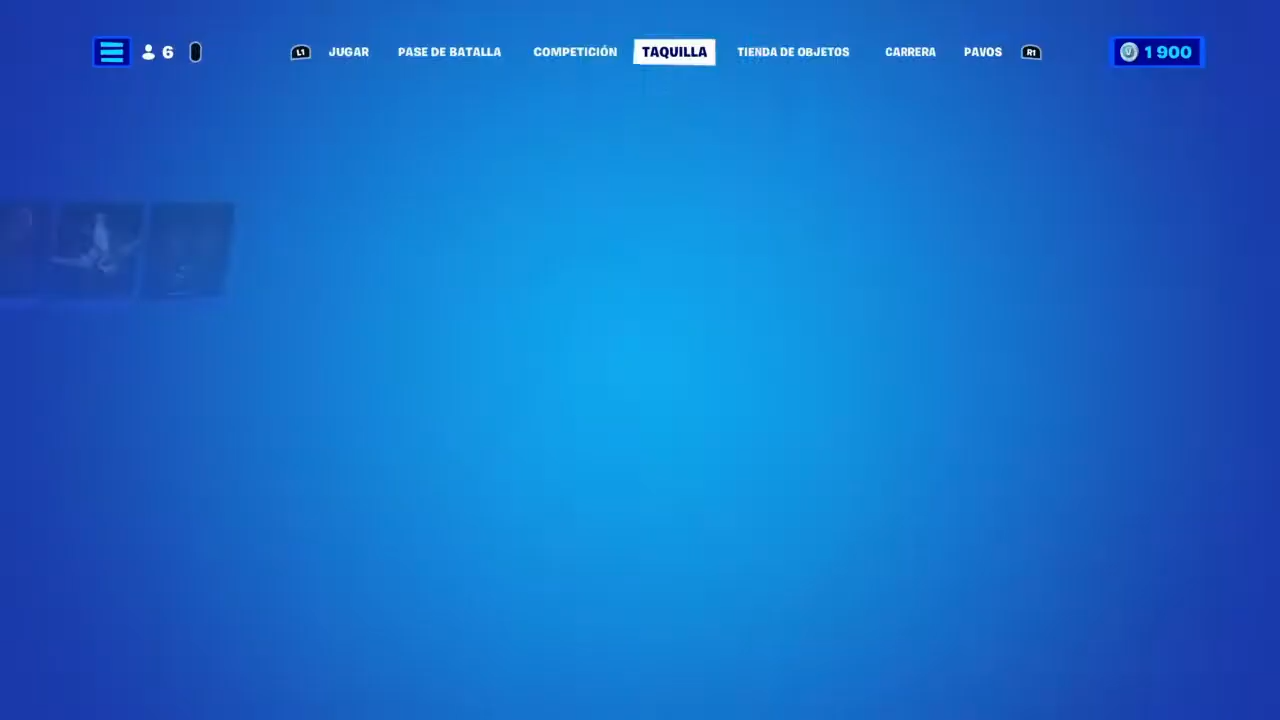 6
L1 JUGAR PASE DE BATALLA COMPETICIÓN TAQUILLA TIENDA DE OBJETOS CARRERA PAVOS R1
1 900